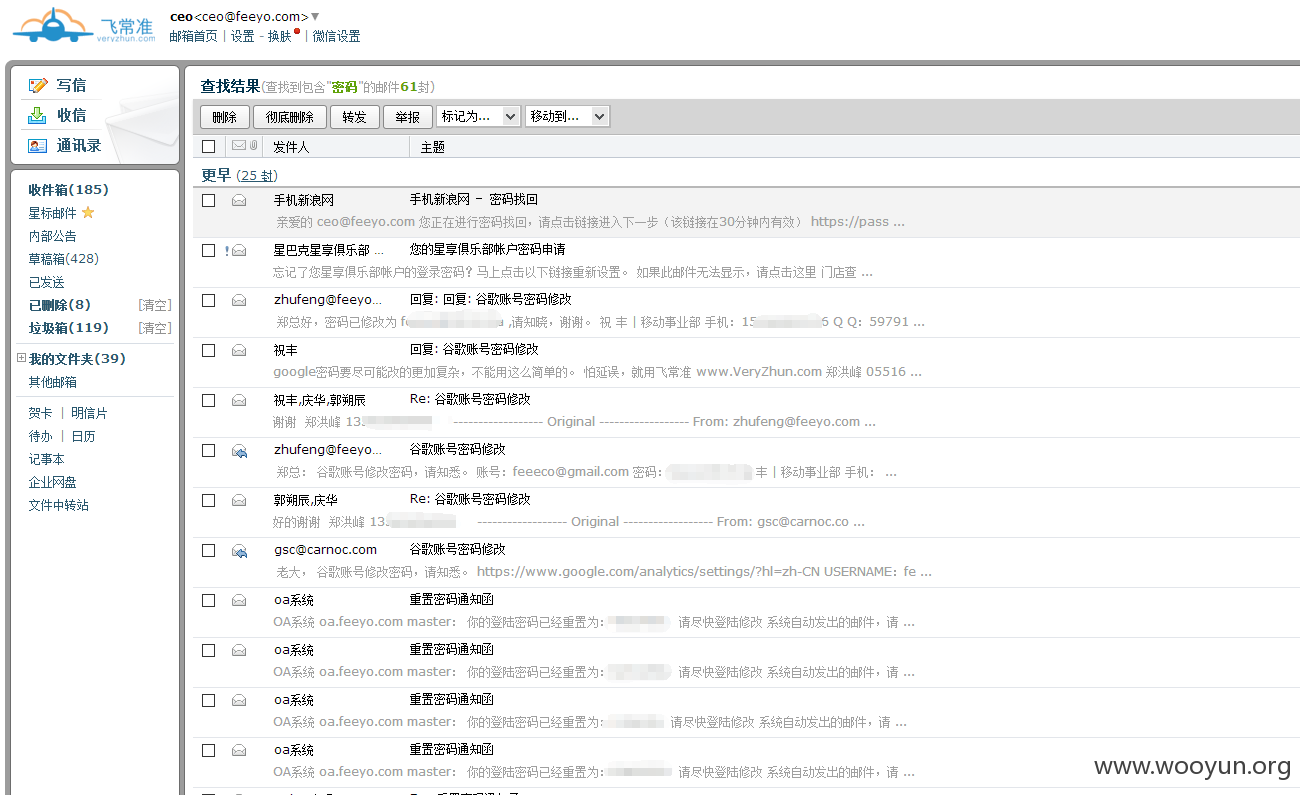 飞常准
veryzhun.com
ceo<ceo@feeyo.com>
邮箱首页 | 设置 - 换肤 | 微信设置
写信
收信
通讯录
收件箱(185)
星标邮件
内部公告
草稿箱(428)
已发送
已删除(8) [清空]
垃圾箱(119) [清空]
我的文件夹(39)
其他邮箱
贺卡 | 明信片
待办 | 日历
记事本
企业网盘
文件中转站
查找结果(查找到包含"密码"的邮件61封)
删除 彻底删除 转发 举报 标记为... 移动到...
发件人 主题
更早 (25 封)
手机新浪网 手机新浪网 - 密码找回
亲爱的 ceo@feeyo.com 您正在进行密码找回，请点击链接进入下一步（该链接在30分钟内有效） https://pass ...
星巴克星享俱乐部 ... 您的星享俱乐部帐户密码申请
忘记了您星享俱乐部帐户的登录密码？马上点击以下链接重新设置。 如果此邮件无法显示，请点击这里 门店查 ...
zhufeng@feeyo... 回复: 回复: 谷歌账号密码修改
郑总好，密码已修改为 f ,请知晓，谢谢。 祝 丰 | 移动事业部 手机：15 6 Q Q：59791 ...
祝丰 回复: 谷歌账号密码修改
google密码要尽可能改的更加复杂，不能用这么简单的。 怕延误，就用飞常准 www.VeryZhun.com 郑洪峰 05516 ...
祝丰,庆华,郭朔辰 Re: 谷歌账号密码修改
谢谢 郑洪峰 13 ------------------ Original ------------------ From: zhufeng@feeyo.com ...
zhufeng@feeyo... 谷歌账号密码修改
郑总： 谷歌账号修改密码，请知悉。 账号：feeeco@gmail.com 密码： 丰 | 移动事业部 手机： ...
郭朔辰,庆华 Re: 谷歌账号密码修改
好的谢谢 郑洪峰 13 ------------------ Original ------------------ From: gsc@carnoc.co ...
gsc@carnoc.com 谷歌账号密码修改
老大， 谷歌账号修改密码，请知悉。 https://www.google.com/analytics/settings/?hl=zh-CN USERNAME：fe ...
oa系统 重置密码通知函
OA系统 oa.feeyo.com master： 你的登陆密码已经重置为： 请尽快登陆修改 系统自动发出的邮件，请 ...
oa系统 重置密码通知函
OA系统 oa.feeyo.com master： 你的登陆密码已经重置为： 请尽快登陆修改 系统自动发出的邮件，请 ...
oa系统 重置密码通知函
OA系统 oa.feeyo.com master： 你的登陆密码已经重置为： 请尽快登陆修改 系统自动发出的邮件，请 ...
oa系统 重置密码通知函
OA系统 oa.feeyo.com master： 你的登陆密码已经重置为： 请尽快登陆修改 系统自动发出的邮件，请 ...
www.wooyun.org